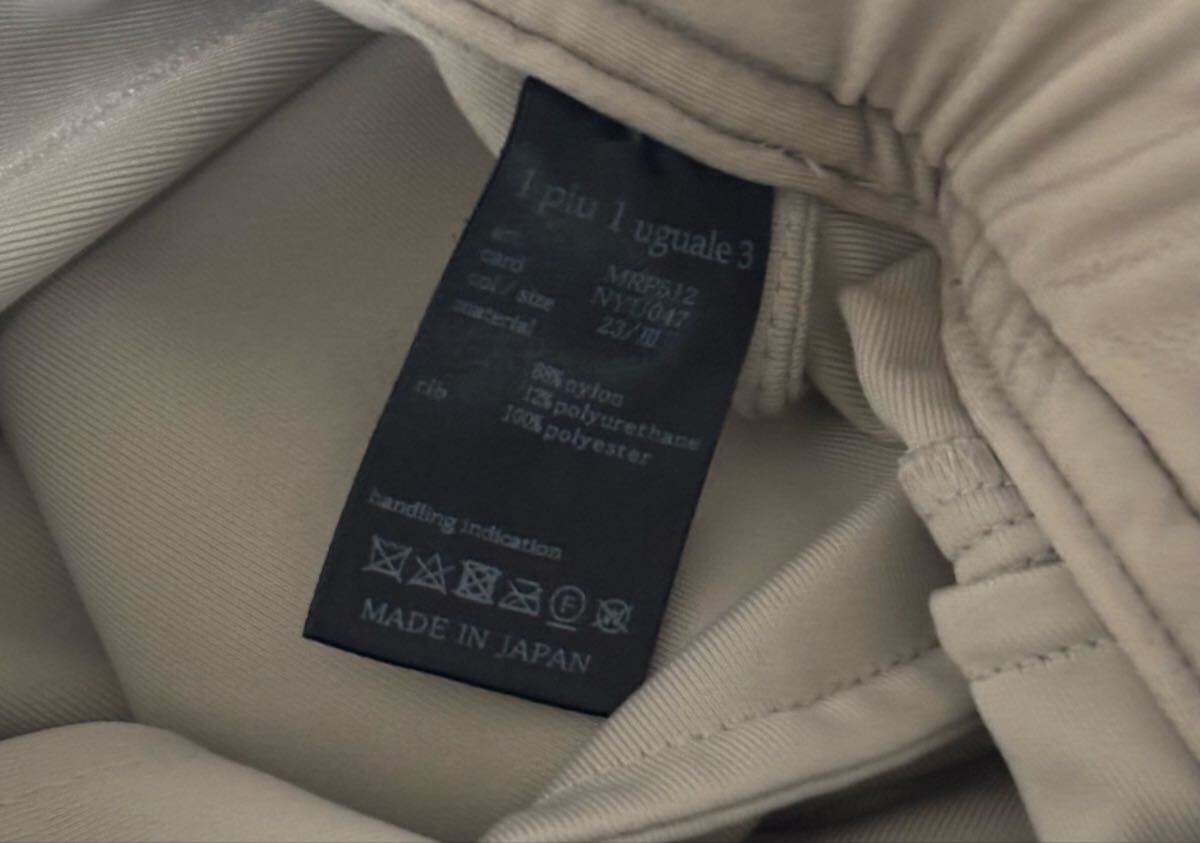 1 piu 1 uguale 3
art MRP512
card NYU047
col / size 23/III
material 88% nylon
12% polyurethane
rib 100% polyester
handling indication
F W
MADE IN JAPAN